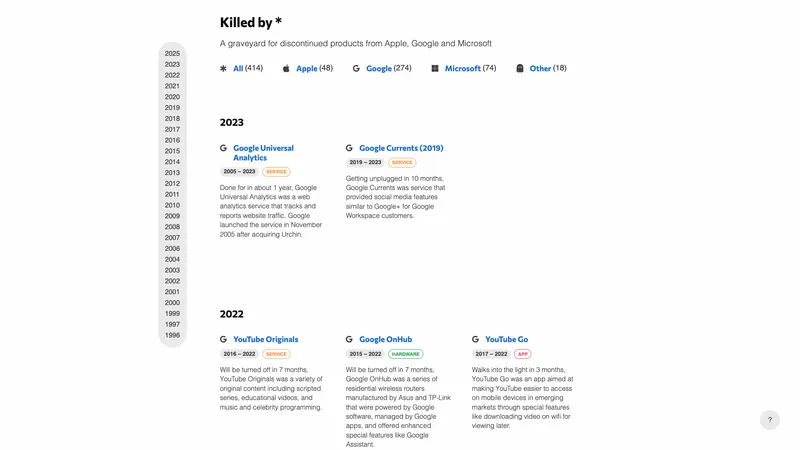 Killed by *
A graveyard for discontinued products from Apple, Google and Microsoft
All (414) Apple (48) Google (274) Microsoft (74) Other (18)
2025
2023
2022
2021
2020
2019
2018
2017
2016
2015
2014
2013
2012
2011
2010
2009
2008
2007
2006
2004
2003
2002
2001
2000
1999
1997
1996
2023
Google Universal
Analytics
2005 – 2023 SERVICE
Done for in about 1 year, Google
Universal Analytics was a web
analytics service that tracks and
reports website traffic. Google
launched the service in November
2005 after acquiring Urchin.
Google Currents (2019)
2019 – 2023 SERVICE
Getting unplugged in 10 months,
Google Currents was service that
provided social media features
similar to Google+ for Google
Workspace customers.
2022
YouTube Originals
2016 – 2022 SERVICE
Will be turned off in 7 months,
YouTube Originals was a variety of
original content including scripted
series, educational videos, and
music and celebrity programming.
Google OnHub
2015 – 2022 HARDWARE
Will be turned off in 7 months,
Google OnHub was a series of
residential wireless routers
manufactured by Asus and TP-Link
that were powered by Google
software, managed by Google
apps, and offered enhanced
special features like Google
Assistant.
YouTube Go
2017 – 2022 APP
Walks into the light in 3 months,
YouTube Go was an app aimed at
making YouTube easier to access
on mobile devices in emerging
markets through special features
like downloading video on wifi for
viewing later.
?